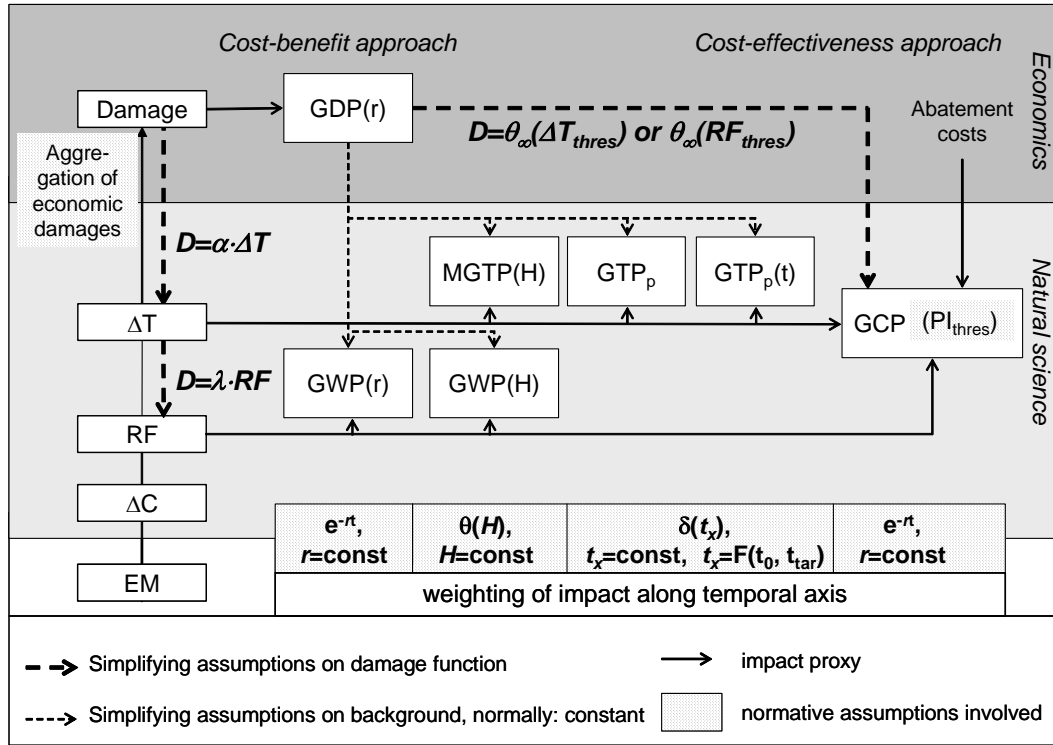 Cost-benefit approach
Cost-effectiveness approach
Economics
Damage
GDP(r)
Abatement
costs
D=θ∞(ΔTthres) or θ∞(RFthres)
Aggre-
gation of
economic
damages
D=α·ΔT
MGTP(H)
GTPp
GTPp(t)
Natural science
ΔT
GCP (PIthres)
D=λ·RF
GWP(r)
GWP(H)
RF
ΔC
EM
e-rt,
r=const
θ(H),
H=const
δ(tx),
tx=const, tx=F(t0, ttar)
e-rt,
r=const
weighting of impact along temporal axis
Simplifying assumptions on damage function
impact proxy
Simplifying assumptions on background, normally: constant
normative assumptions involved